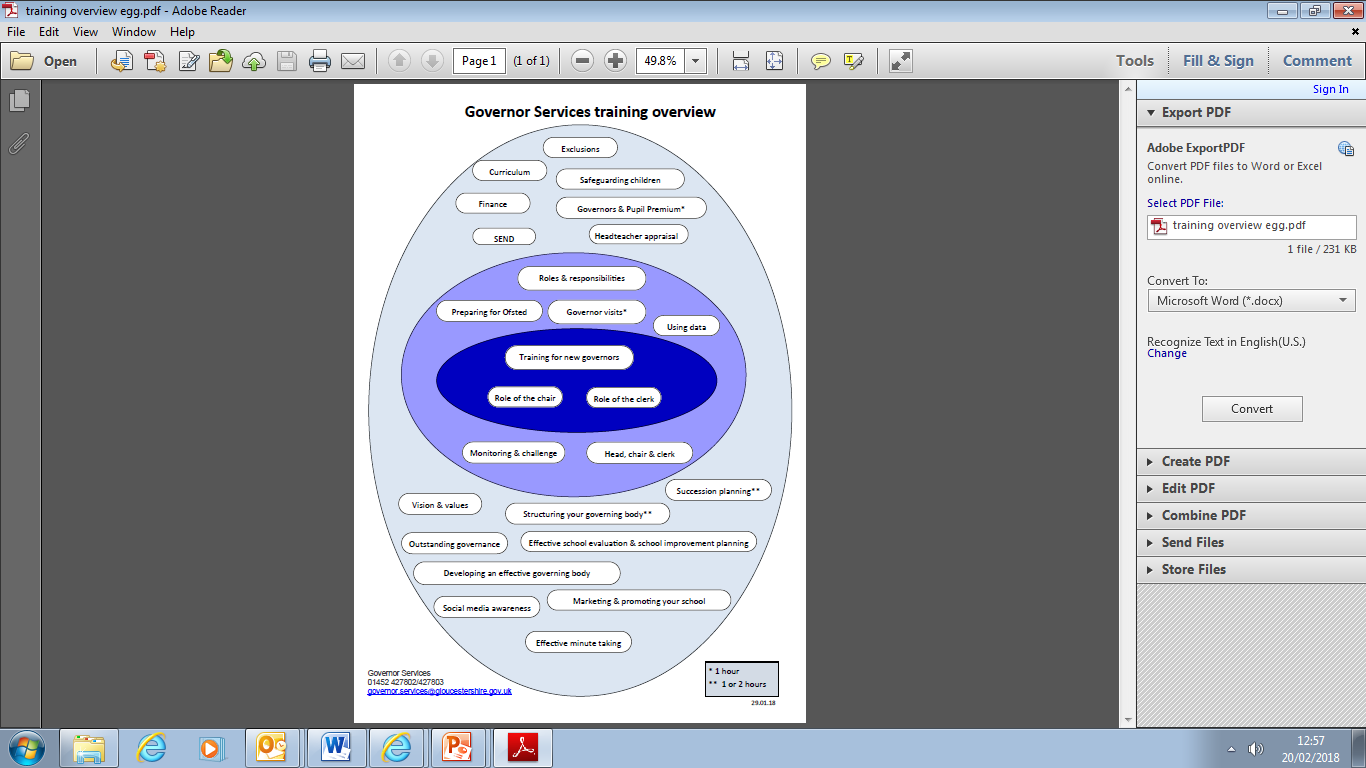 training overview egg.pdf - Adobe Reader
File Edit View Window Help
Open
Page 1 (1 of 1) 49.8% Tools Fill & Sign Comment
Sign In
Export PDF
Adobe ExportPDF
Convert PDF files to Word or Excel
online.
Select PDF File:
training overview egg.pdf
1 file / 231 KB
Convert To:
Microsoft Word (*.docx)
Recognize Text in English(U.S.)
Change
Convert
Create PDF
Edit PDF
Combine PDF
Send Files
Store Files
Governor Services training overview
Exclusions
Curriculum
Safeguarding children
Finance
Governors & Pupil Premium*
SEND
Headteacher appraisal
Roles & responsibilities
Preparing for Ofsted
Governor visits*
Using data
Training for new governors
Role of the chair
Role of the clerk
Monitoring & challenge
Head, chair & clerk
Succession planning**
Vision & values
Structuring your governing body**
Outstanding governance
Effective school evaluation & school improvement planning
Developing an effective governing body
Social media awareness
Marketing & promoting your school
Effective minute taking
Governor Services
01452 427802/427803
governor.services@gloucestershire.gov.uk
* 1 hour
** 1 or 2 hours
29.01.18
12:57
20/02/2018